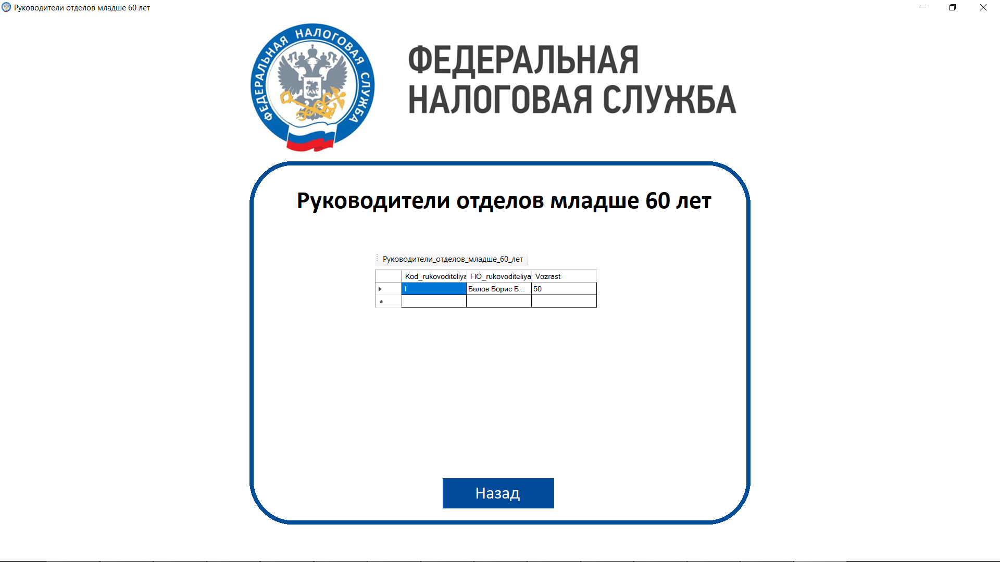 Руководители отделов младше 60 лет
ФЕДЕРАЛЬНАЯ НАЛОГОВАЯ СЛУЖБА
ФЕДЕРАЛЬНАЯ
НАЛОГОВАЯ СЛУЖБА
Руководители отделов младше 60 лет
Руководители_отделов_младше_60_лет
Kod_rukovoditeliya FIO_rukovoditeliya Vozrast
1 Балов Борис Б... 50
Назад